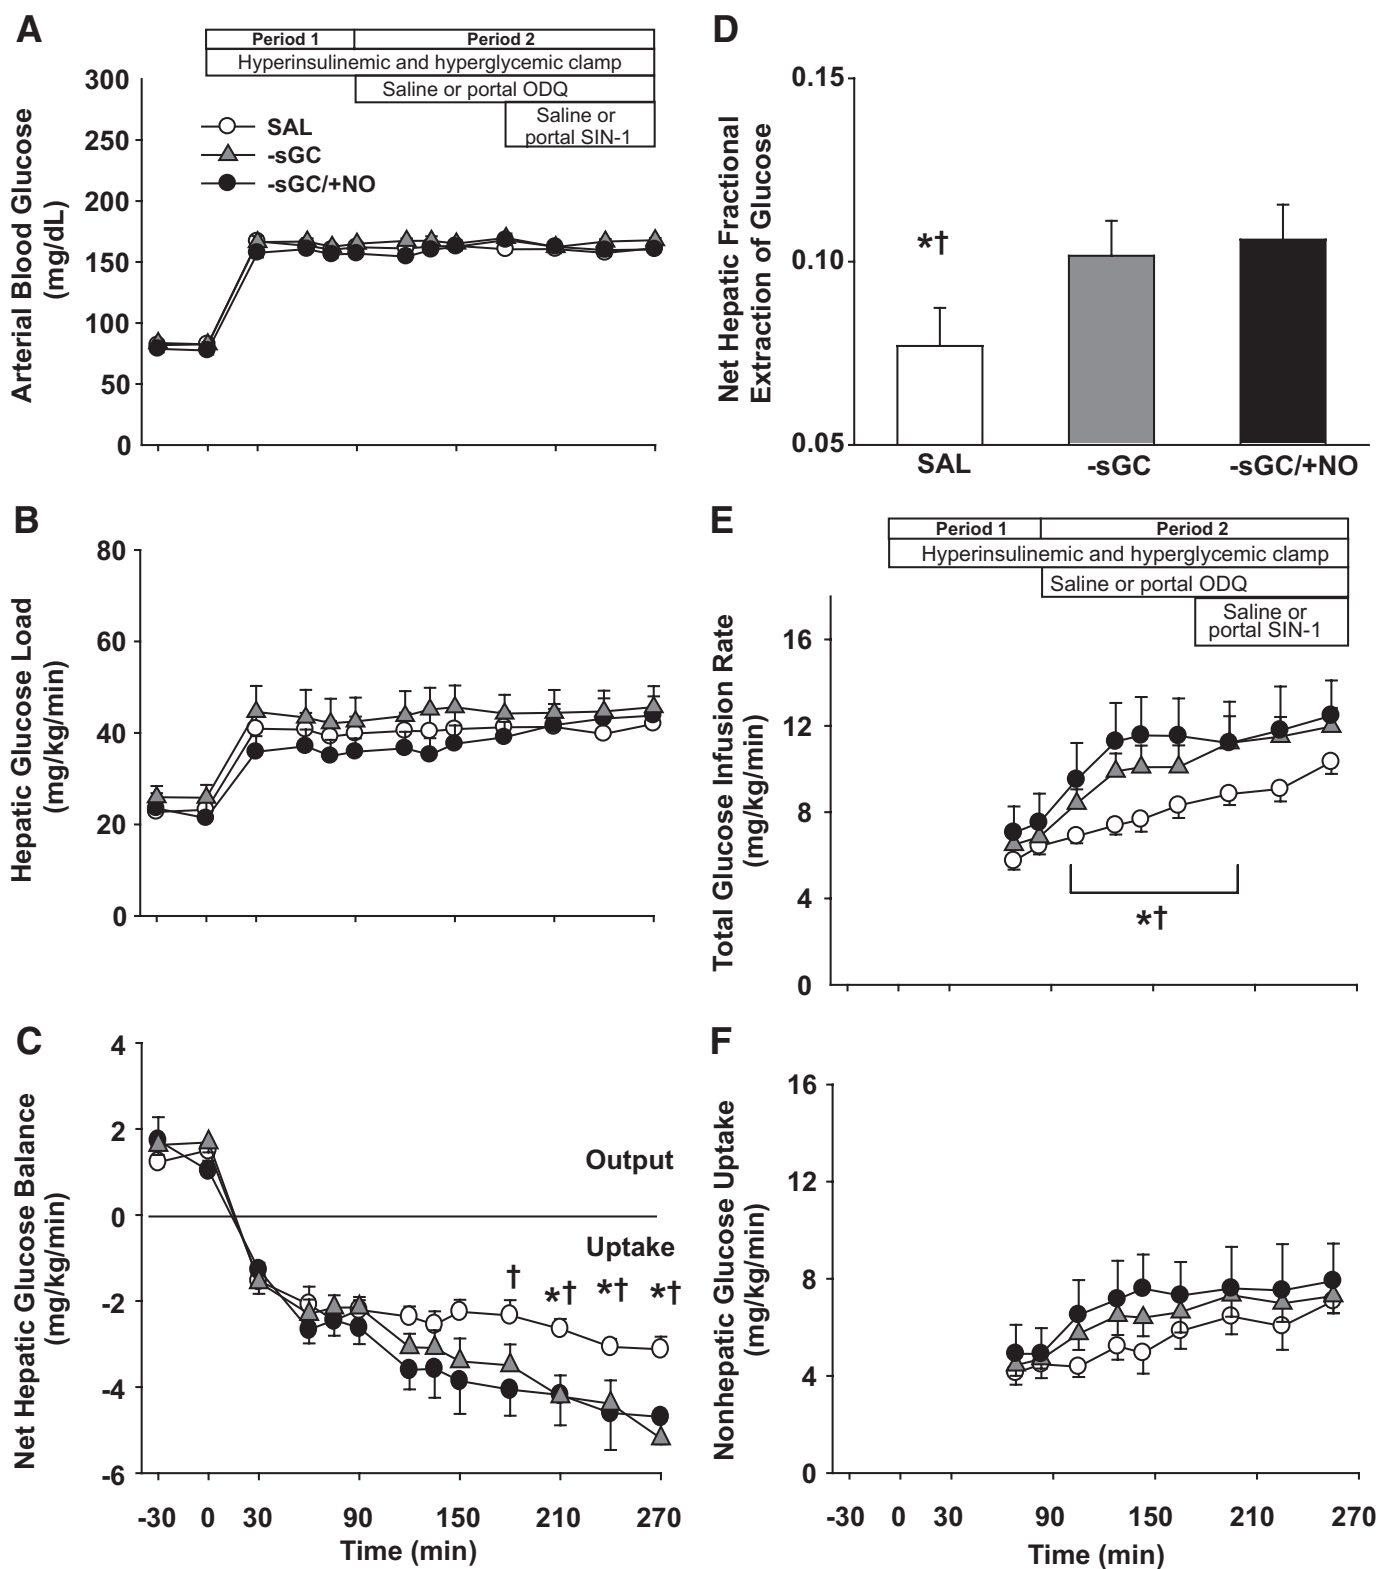 A
Period 1 Period 2
Hyperinsulinemic and hyperglycemic clamp
Saline or portal ODQ
Saline or
portal SIN-1
SAL
-sGC
-sGC/+NO
Arterial Blood Glucose
(mg/dL)
300
250
200
150
100
50
0
B
Hepatic Glucose Load
(mg/kg/min)
80
60
40
20
0
C
Net Hepatic Glucose Balance
(mg/kg/min)
4
2
0
-2
-4
-6
Output
Uptake
† *† *† *†
-30 0 30 90 150 210 270
Time (min)
D
Net Hepatic Fractional
Extraction of Glucose
0.15
0.10
0.05
*†
SAL -sGC -sGC/+NO
E
Period 1 Period 2
Hyperinsulinemic and hyperglycemic clamp
Saline or portal ODQ
Saline or
portal SIN-1
Total Glucose Infusion Rate
(mg/kg/min)
16
12
8
4
0
*†
F
Nonhepatic Glucose Uptake
(mg/kg/min)
16
12
8
4
0
-30 0 30 90 150 210 270
Time (min)